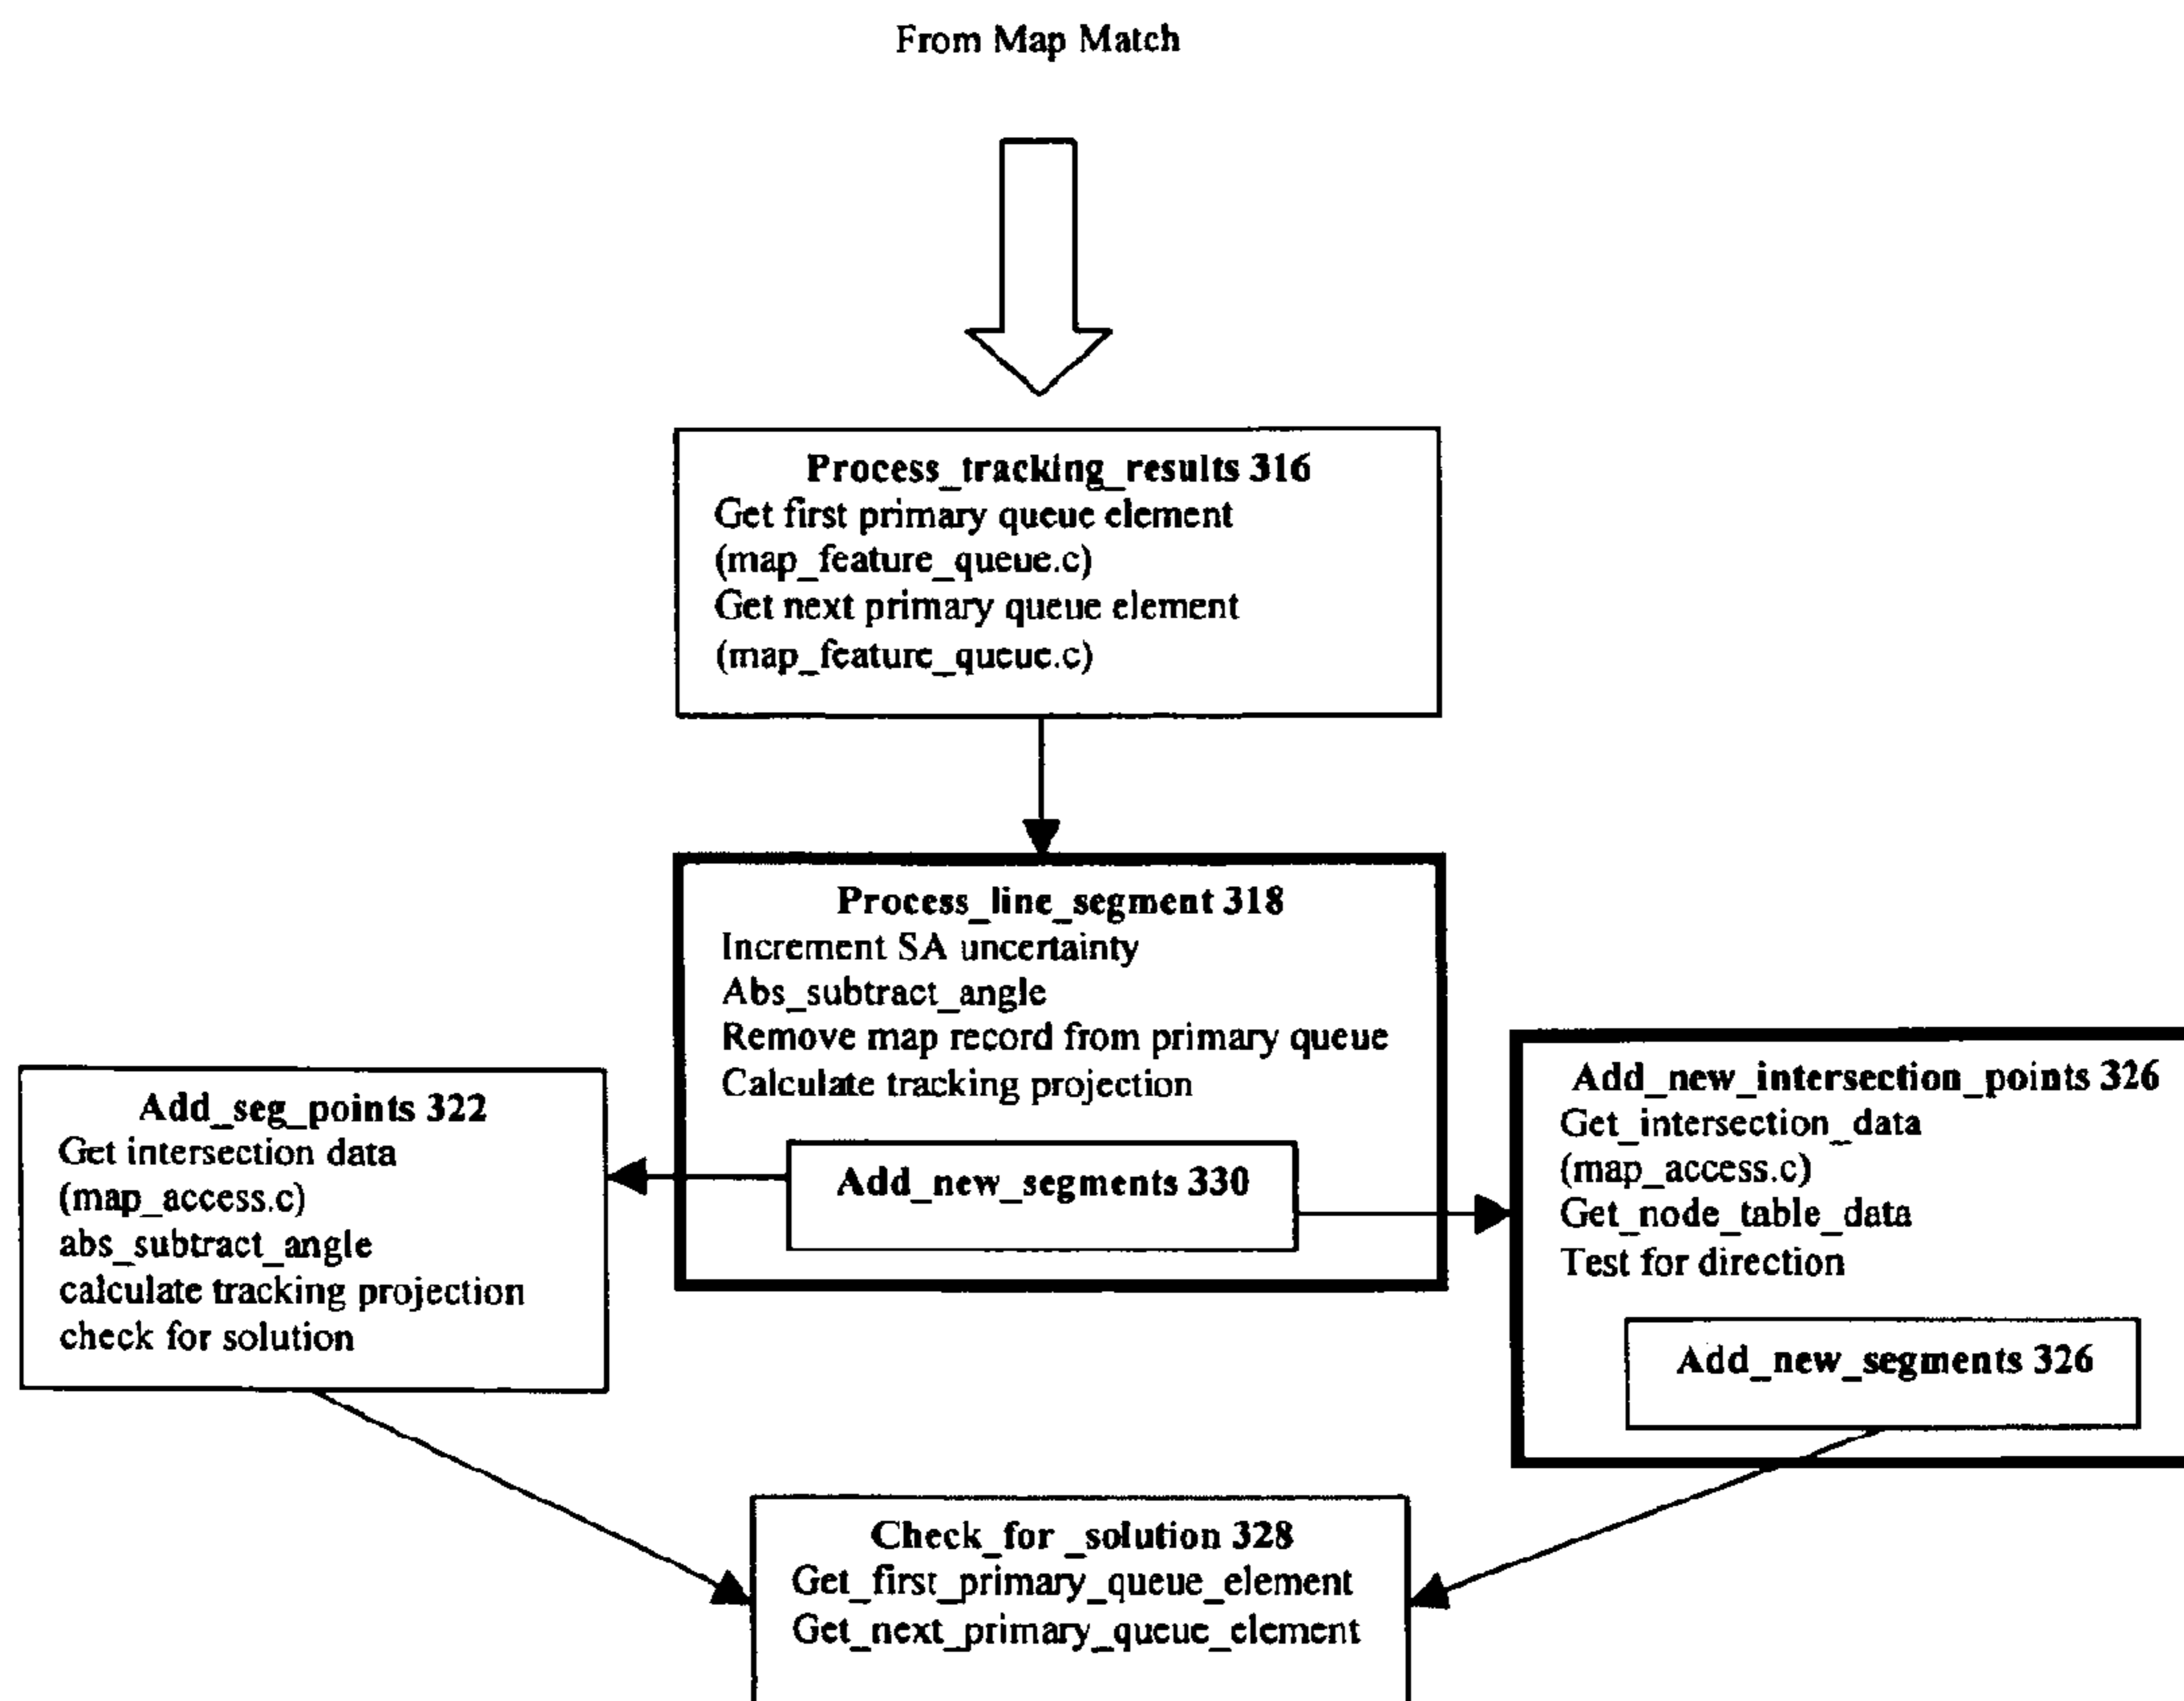 From Map Match
Process_tracking_results 316
Get first primary queue element
(map_feature_queue.c)
Get next primary queue element
(map_feature_queue.c)
Process_line_segment 318
Increment SA uncertainty
Abs_subtract_angle
Remove map record from primary queue
Calculate tracking projection
Add_new_segments 330
Add_seg_points 322
Get intersection data
(map_access.c)
abs_subtract_angle
calculate tracking projection
check for solution
Add_new_intersection_points 326
Get_intersection_data
(map_access.c)
Get_node_table_data
Test for direction
Add_new_segments 326
Check_for _solution 328
Get_first_primary_queue_element
Get_next_primary_queue_element